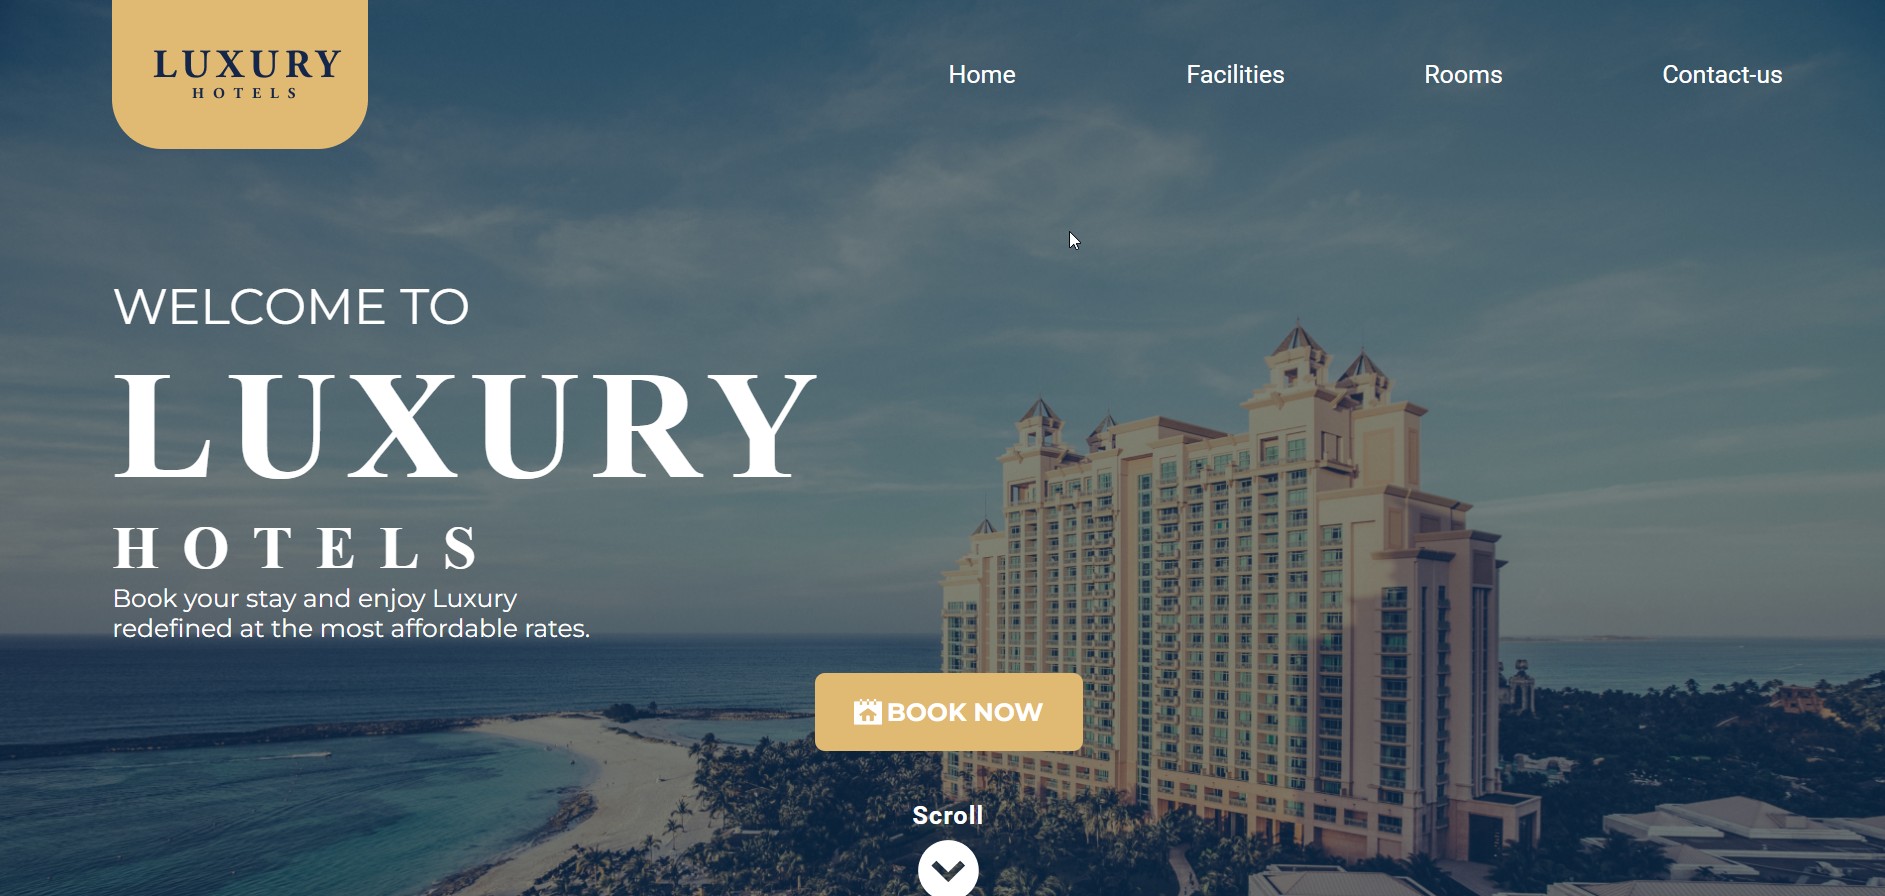 LUXURY
HOTELS
Home Facilities Rooms Contact-us
WELCOME TO
LUXURY
HOTELS
Book your stay and enjoy Luxury
redefined at the most affordable rates.
BOOK NOW
Scroll